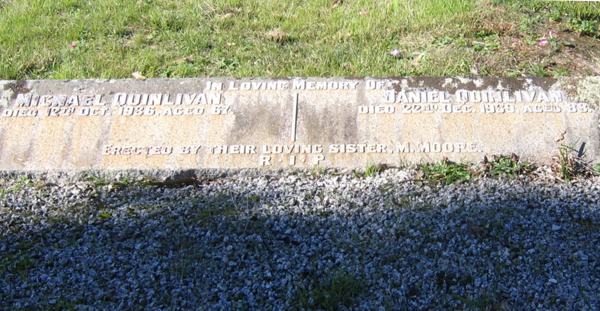 In Loving Memory Of
Michael Quinlivan
Died 12th Oct. 1936, Aged 67.
Daniel Quinlivan
Died 22nd Dec. 1939, Aged
Erected by their loving sister, M. Moore.
R.I.P.